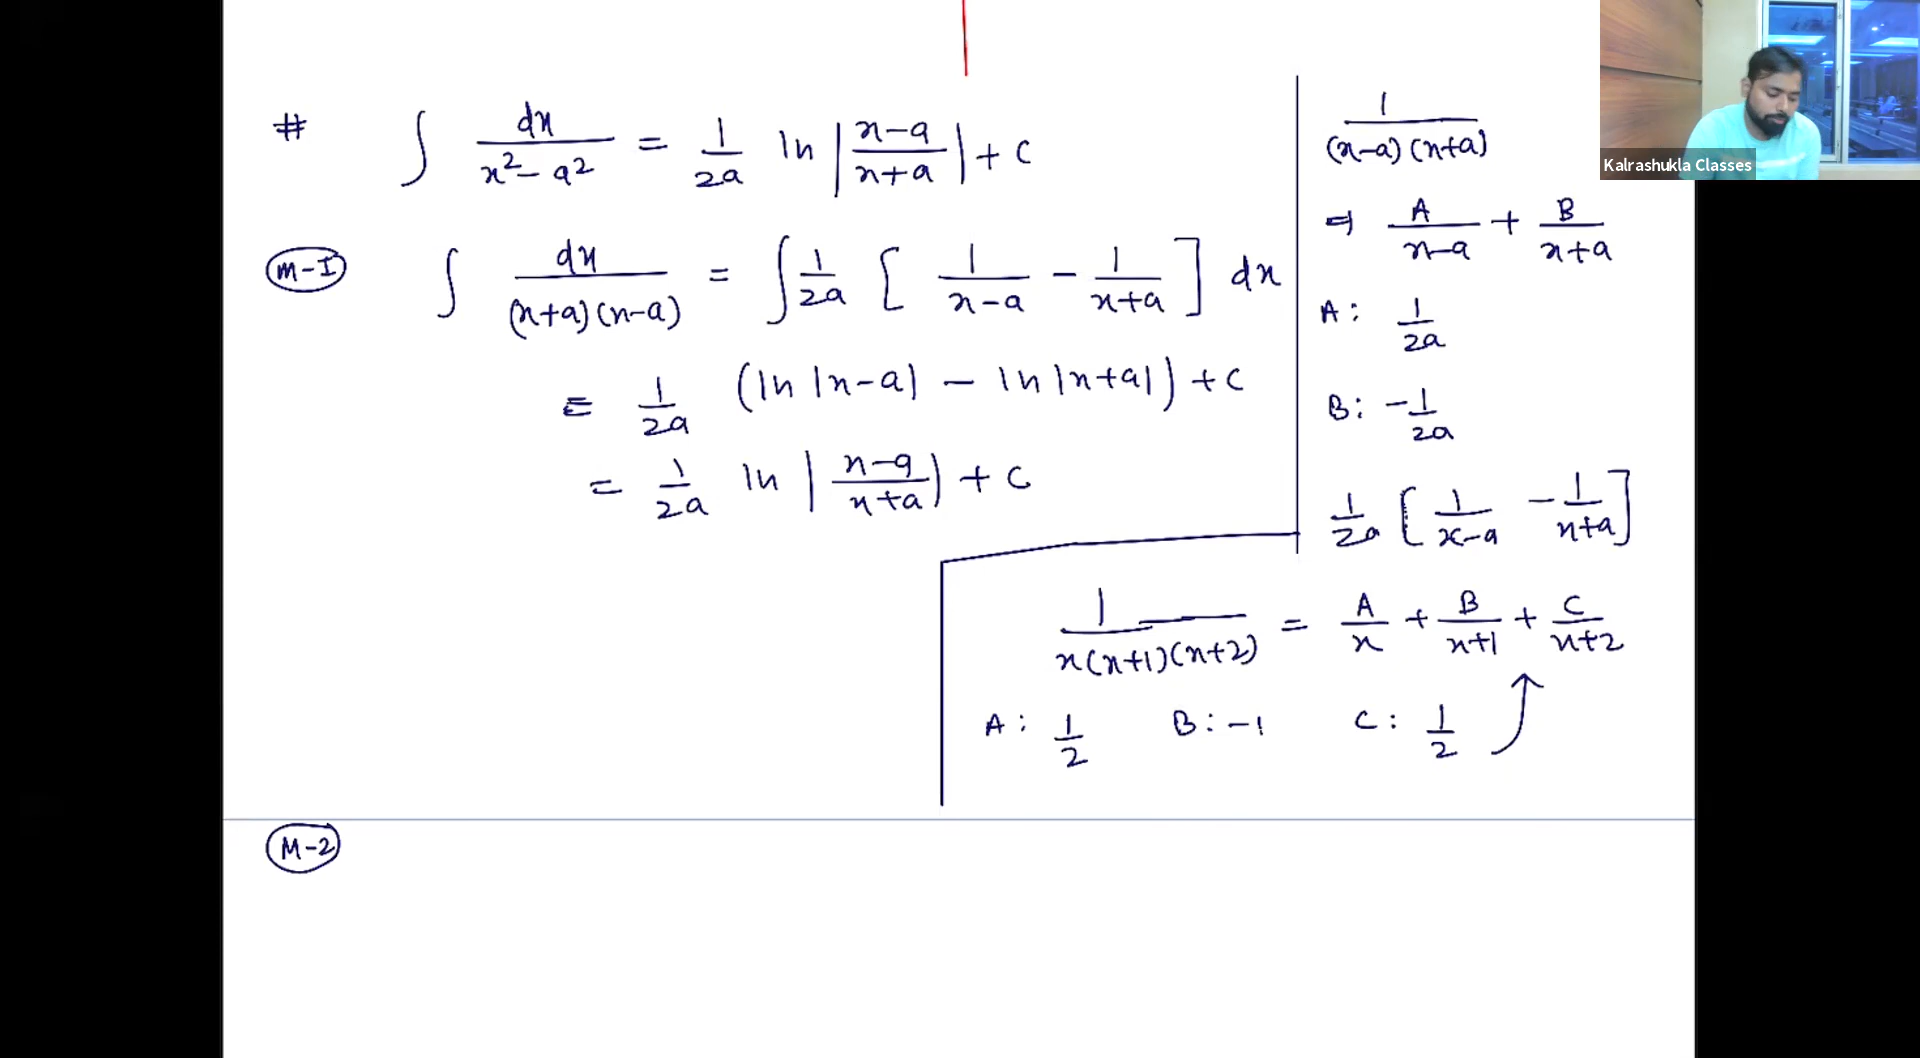 # ∫ dx/(x² - a²) = 1/2a ln |(x-a)/(x+a)| + c
M-I ∫ dx/((x+a)(x-a)) = ∫ 1/2a [ 1/(x-a) - 1/(x+a) ] dx
= 1/2a (ln |x-a| - ln |x+a|) + c
= 1/2a ln |(x-a)/(x+a)| + c
1/((x-a)(x+a))
⇒ A/(x-a) + B/(x+a)
A: 1/2a
B: -1/2a
1/2a [ 1/(x-a) - 1/(x+a) ]
1/(x(x+1)(x+2)) = A/x + B/(x+1) + C/(x+2)
A: 1/2 B: -1 C: 1/2
M-2
Kalrashukla Classes